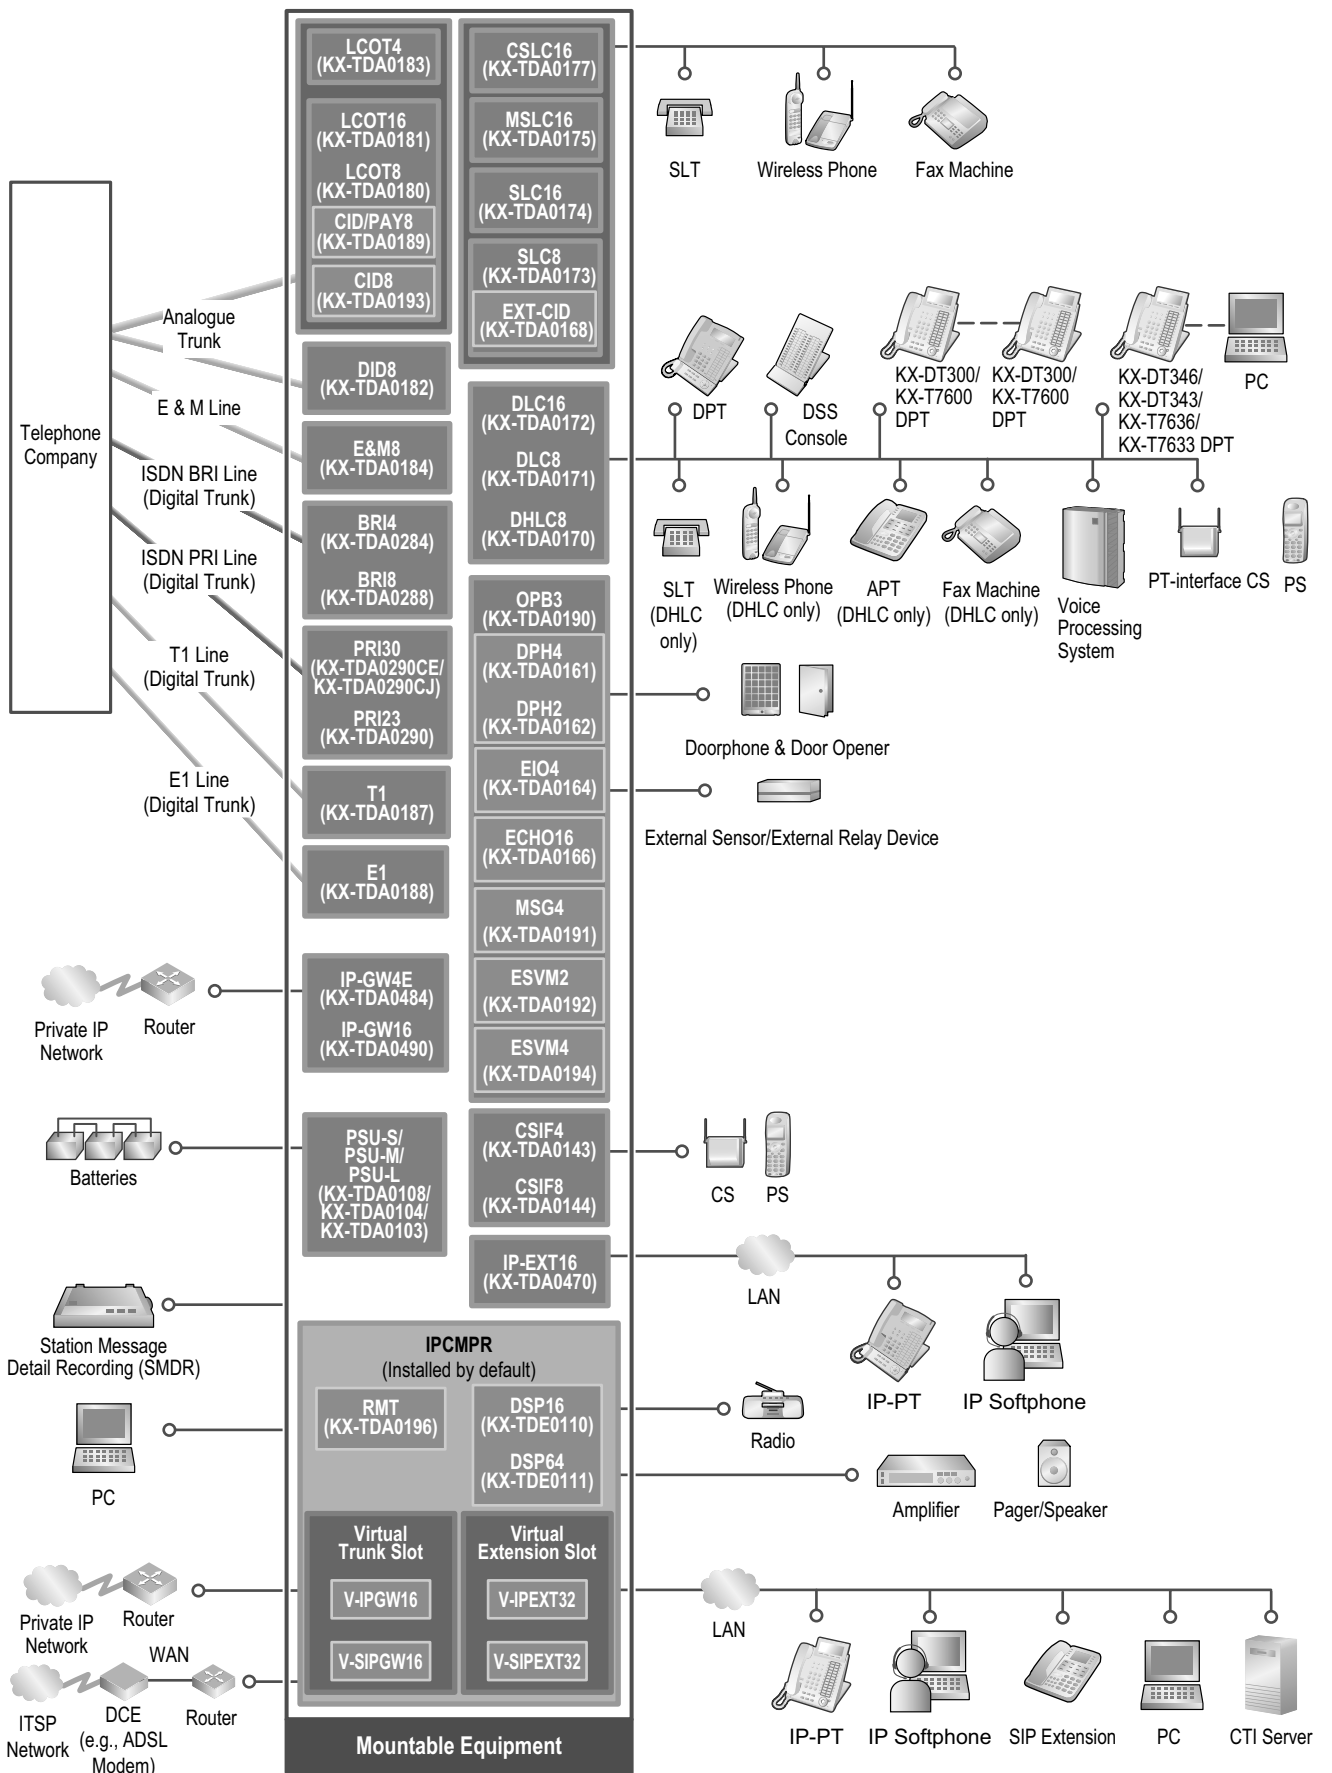 LCOT4
(KX-TDA0183)
LCOT16
(KX-TDA0181)
LCOT8
(KX-TDA0180)
CID/PAY8
(KX-TDA0189)
CID8
(KX-TDA0193)
CSLC16
(KX-TDA0177)
MSLC16
(KX-TDA0175)
SLC16
(KX-TDA0174)
SLC8
(KX-TDA0173)
EXT-CID
(KX-TDA0168)
SLT
Wireless Phone
Fax Machine
Telephone
Company
Analogue
Trunk
E & M Line
ISDN BRI Line
(Digital Trunk)
ISDN PRI Line
(Digital Trunk)
T1 Line
(Digital Trunk)
E1 Line
(Digital Trunk)
DID8
(KX-TDA0182)
E&M8
(KX-TDA0184)
BRI4
(KX-TDA0284)
BRI8
(KX-TDA0288)
PRI30
(KX-TDA0290CE/
KX-TDA0290CJ)
PRI23
(KX-TDA0290)
T1
(KX-TDA0187)
E1
(KX-TDA0188)
DLC16
(KX-TDA0172)
DLC8
(KX-TDA0171)
DHLC8
(KX-TDA0170)
DPT
DSS
Console
KX-DT300/
KX-T7600
DPT
KX-DT300/
KX-T7600
DPT
KX-DT346/
KX-DT343/
KX-T7636/
KX-T7633 DPT
PC
SLT
(DHLC
only)
Wireless Phone
(DHLC only)
APT
(DHLC only)
Fax Machine
(DHLC only)
Voice
Processing
System
PT-interface CS
PS
OPB3
(KX-TDA0190)
DPH4
(KX-TDA0161)
DPH2
(KX-TDA0162)
EIO4
(KX-TDA0164)
ECHO16
(KX-TDA0166)
MSG4
(KX-TDA0191)
ESVM2
(KX-TDA0192)
ESVM4
(KX-TDA0194)
Doorphone & Door Opener
External Sensor/External Relay Device
Private IP
Network
Router
IP-GW4E
(KX-TDA0484)
IP-GW16
(KX-TDA0490)
Batteries
PSU-S/
PSU-M/
PSU-L
(KX-TDA0108/
KX-TDA0104/
KX-TDA0103)
CSIF4
(KX-TDA0143)
CSIF8
(KX-TDA0144)
CS
PS
IP-EXT16
(KX-TDA0470)
LAN
IP-PT
IP Softphone
Station Message
Detail Recording (SMDR)
PC
IPCMPR
(Installed by default)
RMT
(KX-TDA0196)
DSP16
(KX-TDE0110)
DSP64
(KX-TDE0111)
Radio
Amplifier
Pager/Speaker
Virtual
Trunk Slot
V-IPGW16
V-SIPGW16
Virtual
Extension Slot
V-IPEXT32
V-SIPEXT32
Private IP
Network
Router
WAN
ITSP
Network
DCE
(e.g., ADSL
Modem)
Router
LAN
IP-PT
IP Softphone
SIP Extension
PC
CTI Server
Mountable Equipment